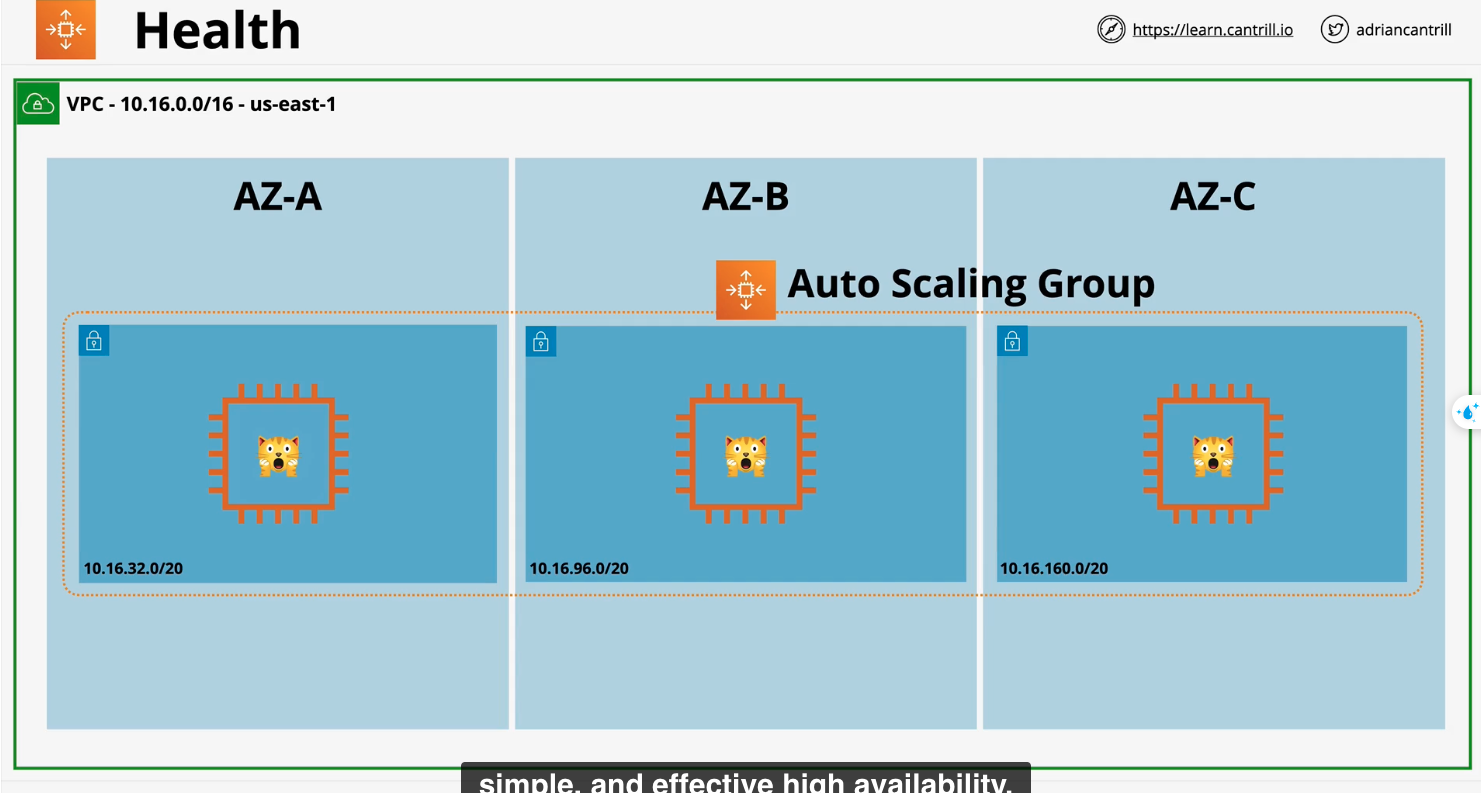 Health
https://learn.cantrill.io
adriancantrill
VPC - 10.16.0.0/16 - us-east-1
AZ-A
AZ-B
AZ-C
Auto Scaling Group
10.16.32.0/20
10.16.96.0/20
10.16.160.0/20
simple, and effective high availability.